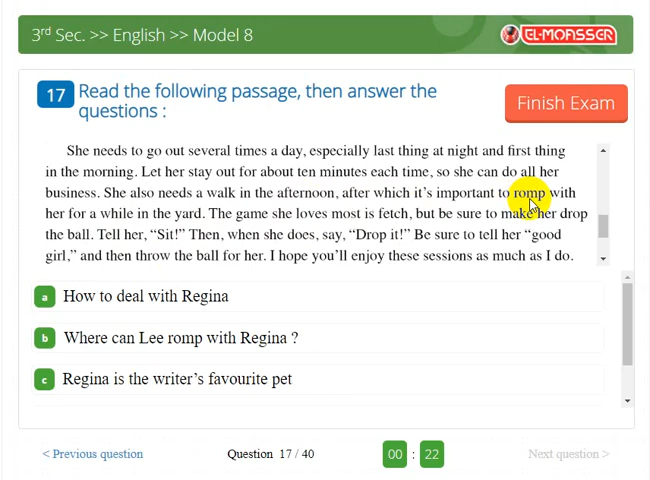 3rd Sec. >> English >> Model 8
EL-MOASSER
17 Read the following passage, then answer the
questions :
Finish Exam
She needs to go out several times a day, especially last thing at night and first thing
in the morning. Let her stay out for about ten minutes each time, so she can do all her
business. She also needs a walk in the afternoon, after which it’s important to romp with
her for a while in the yard. The game she loves most is fetch, but be sure to make her drop
the ball. Tell her, “Sit!” Then, when she does, say, “Drop it!” Be sure to tell her “good
girl,” and then throw the ball for her. I hope you’ll enjoy these sessions as much as I do.
a How to deal with Regina
b Where can Lee romp with Regina ?
c Regina is the writer’s favourite pet
< Previous question Question 17 / 40 00 : 22 Next question >